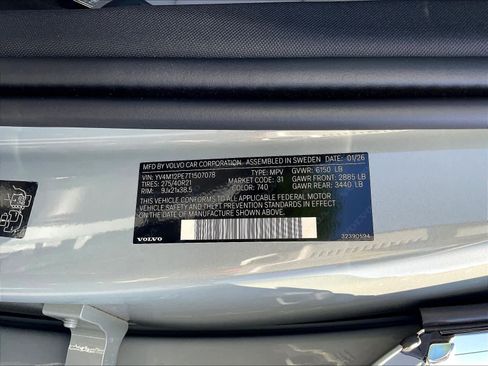 MFD BY VOLVO CAR CORPORATION. ASSEMBLED IN SWEDEN DATE: 01/26
VIN: YV4M12PE7T1507078 TYPE: MPV GVWR: 6150 LB
TIRES: 275/40R21 MARKET CODE: 31 GAWR FRONT: 2885 LB
RIM: 9Jx21x38.5 COLOR: 740 GAWR REAR: 3440 LB
THIS VEHICLE CONFORMS TO ALL APPLICABLE FEDERAL MOTOR
VEHICLE SAFETY AND THEFT PREVENTION STANDARDS IN EFFECT
ON THE DATE OF MANUFACTURE SHOWN ABOVE.
VOLVO 32390594